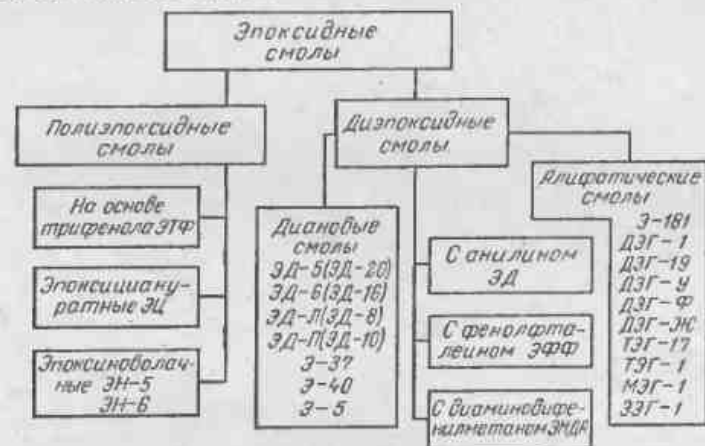 Эпоксидные
смолы
Полиэпоксидные
смолы
Диэпоксидные
смолы
Алифатические
смолы
Э-181
ДЭГ-1
ДЭГ-19
ДЭГ-У
ДЭГ-Ф
ДЭГ-Ж
ТЭГ-17
ТЭГ-1
МЭГ-1
ЭЭГ-1
На основе
трифенола ЭТФ
Эпоксициану-
ратные ЭЦ
Эпоксиноволач-
ные ЭН-5
ЭН-6
Диановые
смолы
ЭД-5(ЭД-20)
ЭД-6(ЭД-16)
ЭД-Л(ЭД-8)
ЭД-П(ЭД-10)
Э-37
Э-40
Э-5
С анилином
ЭД
С фенолфта-
леином ЭФФ
С диаминодифе-
нилметаном